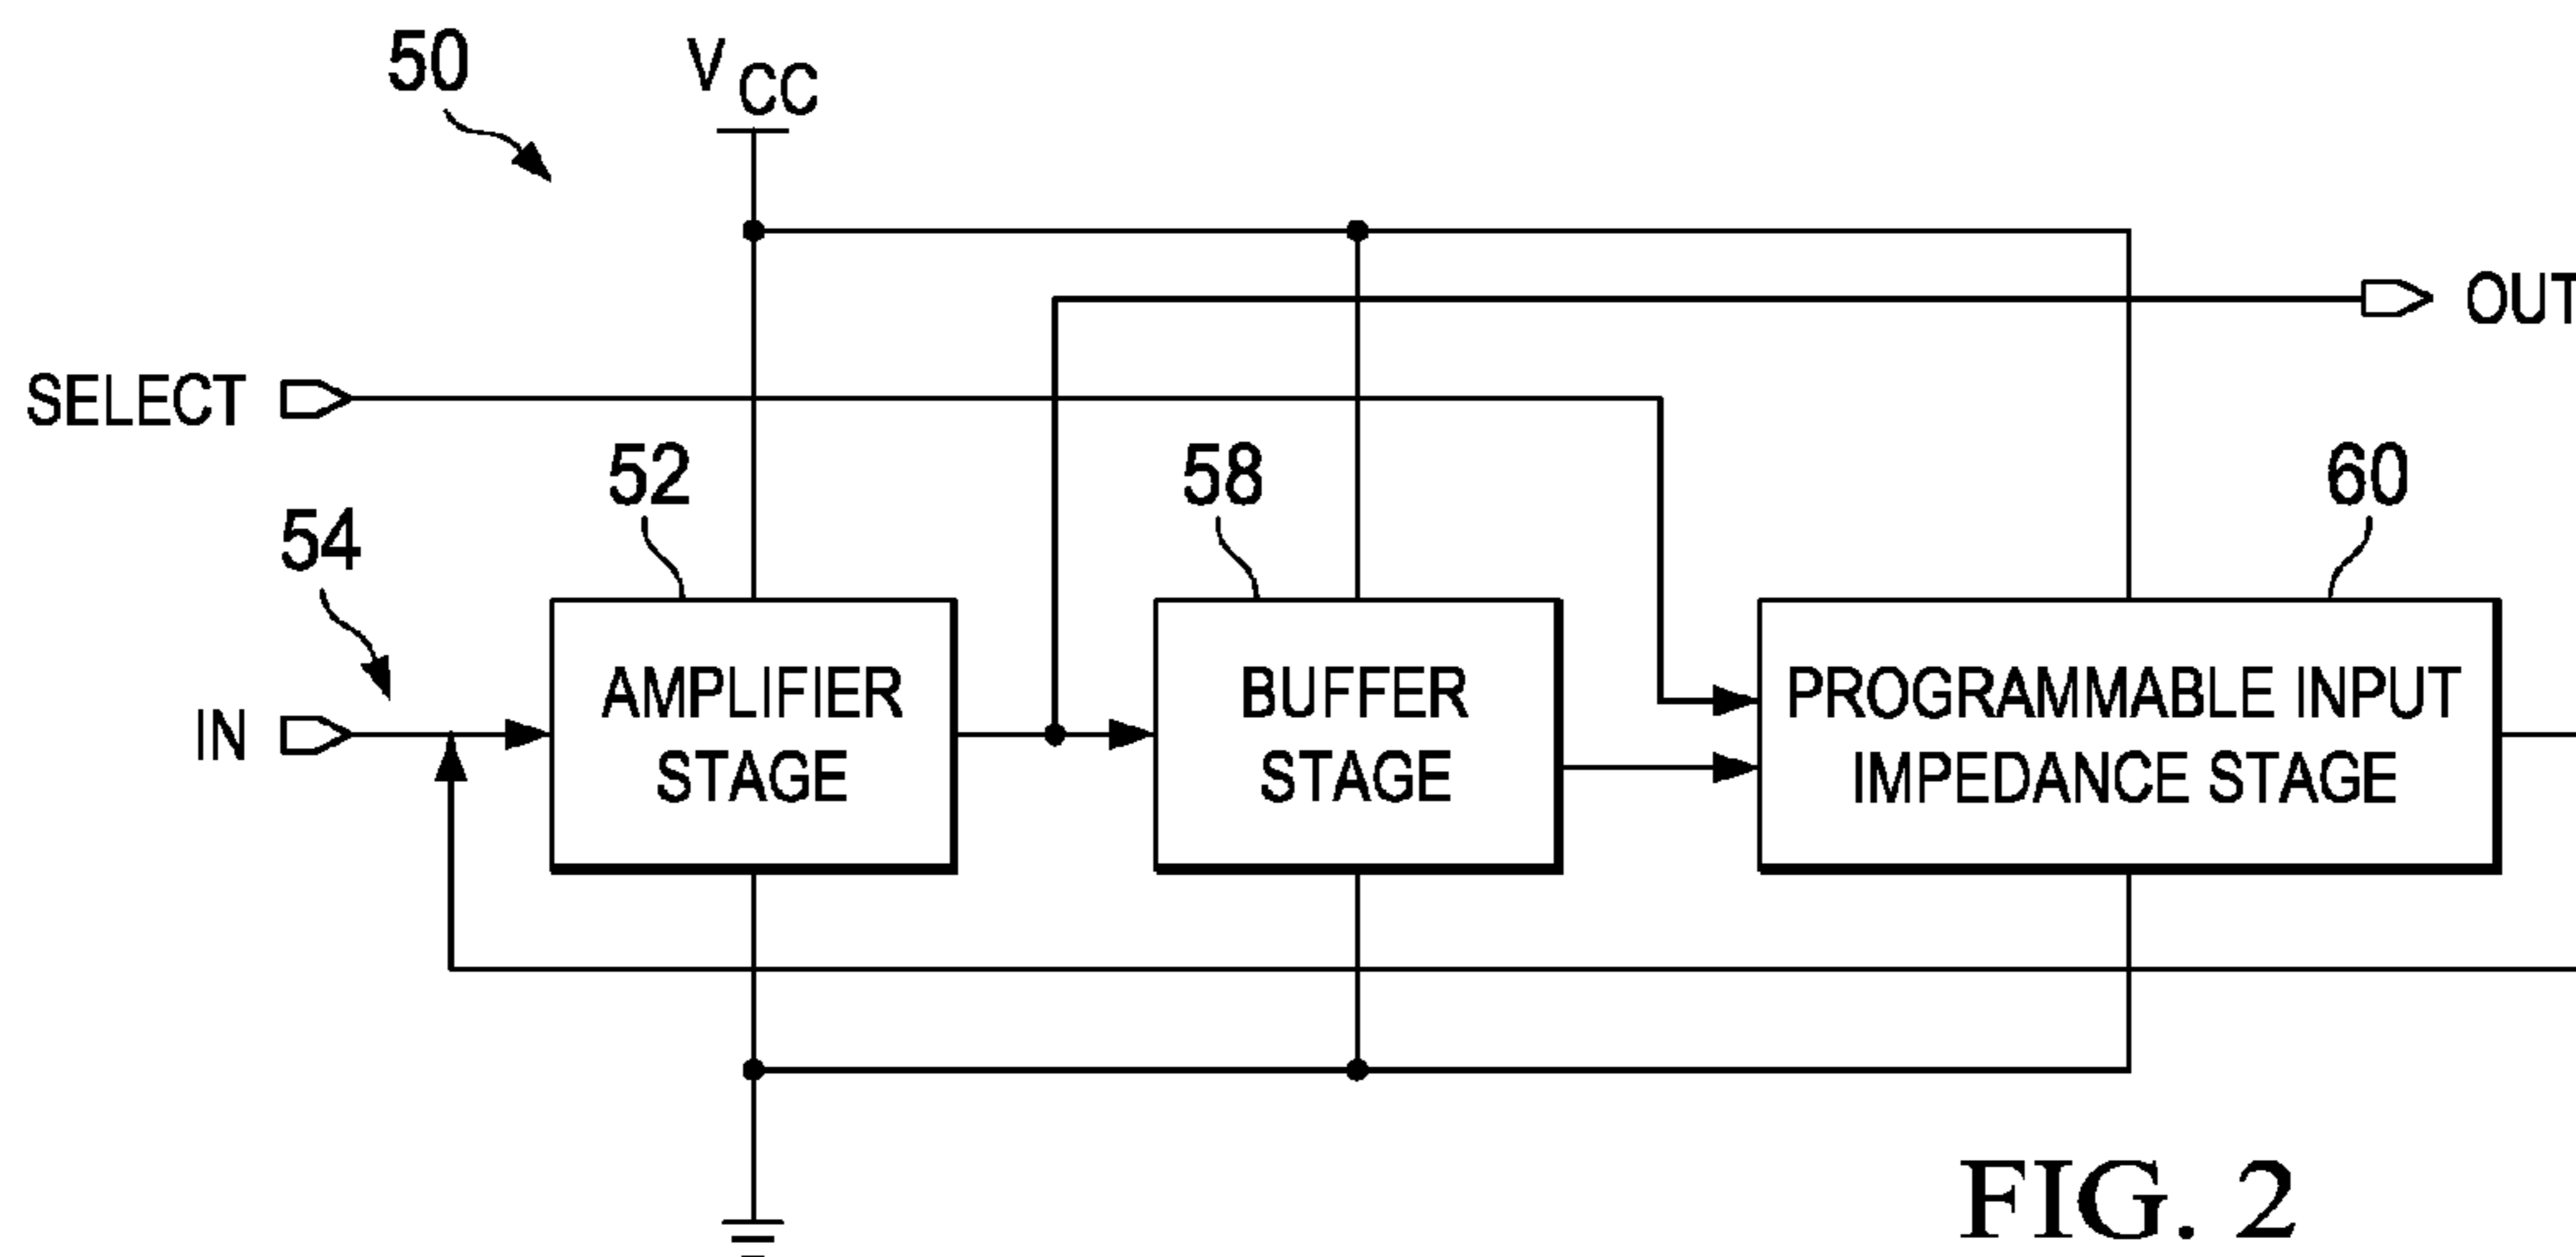 50
VCC
OUT
SELECT
52
58
60
54
IN
AMPLIFIER
STAGE
BUFFER
STAGE
PROGRAMMABLE INPUT
IMPEDANCE STAGE
FIG. 2